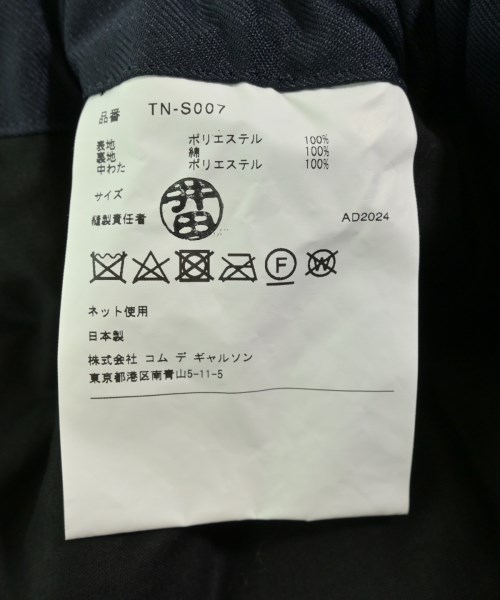 品番 TN-S007
表地 ポリエステル 100%
裏地 綿 100%
中わた ポリエステル 100%
サイズ
縫製責任者 井田 AD2024
F W
ネット使用
日本製
株式会社 コム デ ギャルソン
東京都港区南青山5-11-5